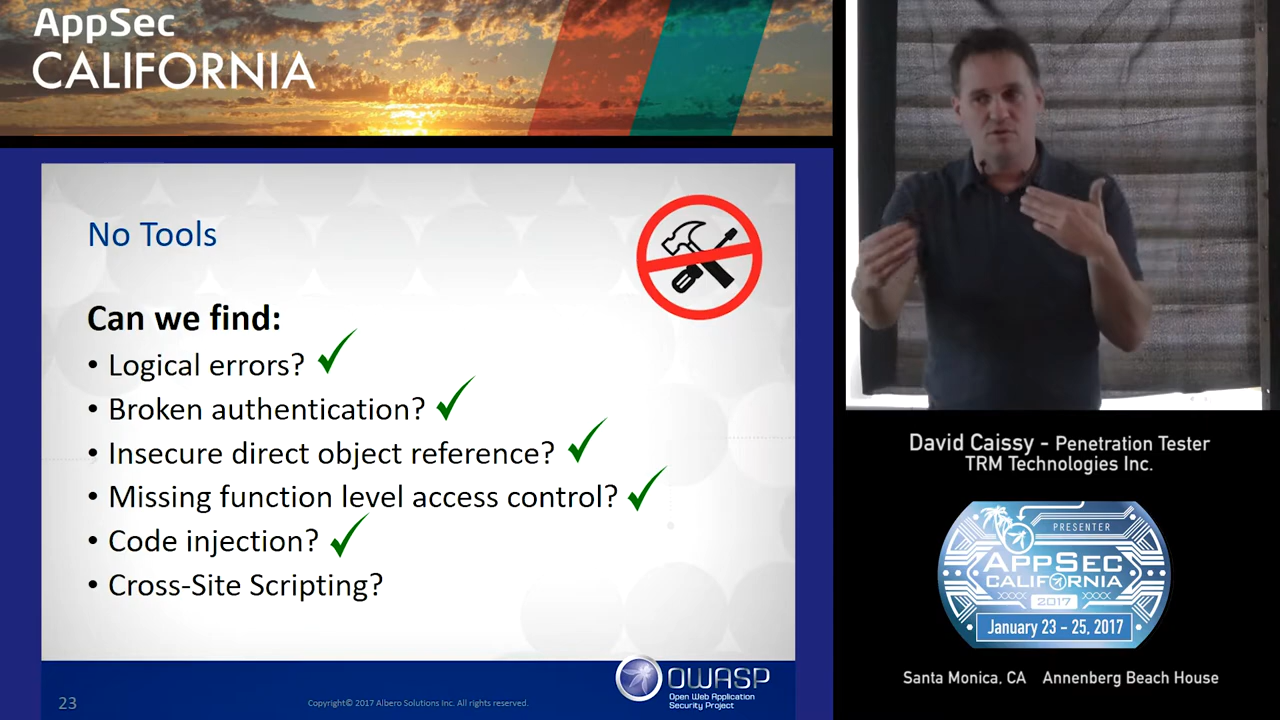 AppSec
CALIFORNIA
No Tools
Can we find:
• Logical errors?
• Broken authentication?
• Insecure direct object reference?
• Missing function level access control?
• Code injection?
• Cross-Site Scripting?
23
Copyright© 2017 Albero Solutions Inc. All rights reserved.
OWASP
Open Web Application
Security Project
David Caissy - Penetration Tester
TRM Technologies Inc.
PRESENTER
APPSEC
CALIFORNIA
2017
January 23 - 25, 2017
Santa Monica, CA Annenberg Beach House